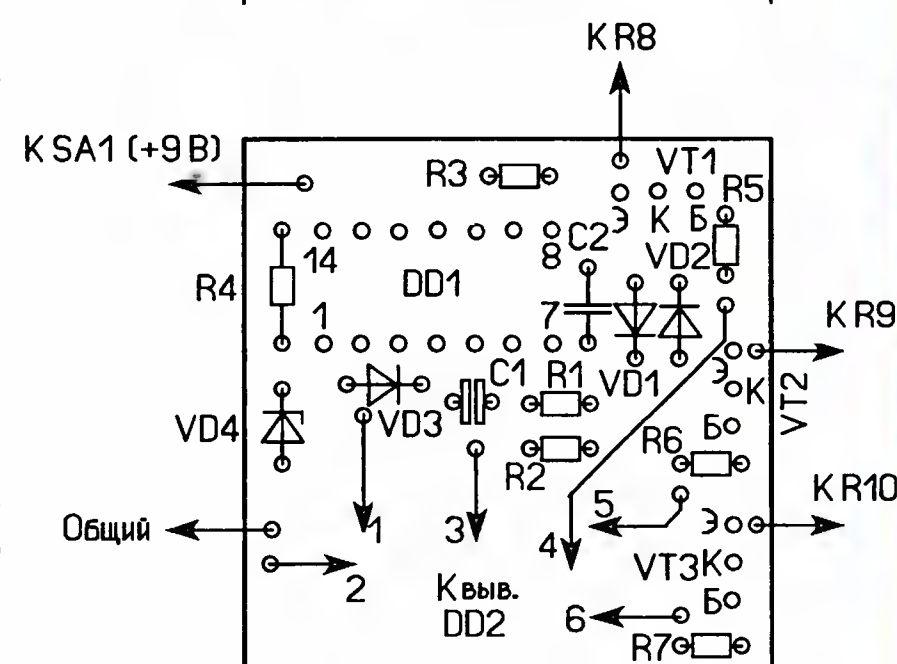 К R8
К SA1 (+9 В)
R3
VT1
R5
Э К Б
C2
14
8
VD2
R4
DD1
1
7
К R9
C1
R1
VD1
Э
К
VT2
VD4
VD3
Б
R2
R6
К R10
Общий
1
3
4
5
Э
2
К выв.
DD2
VT3
К
6
Б
R7